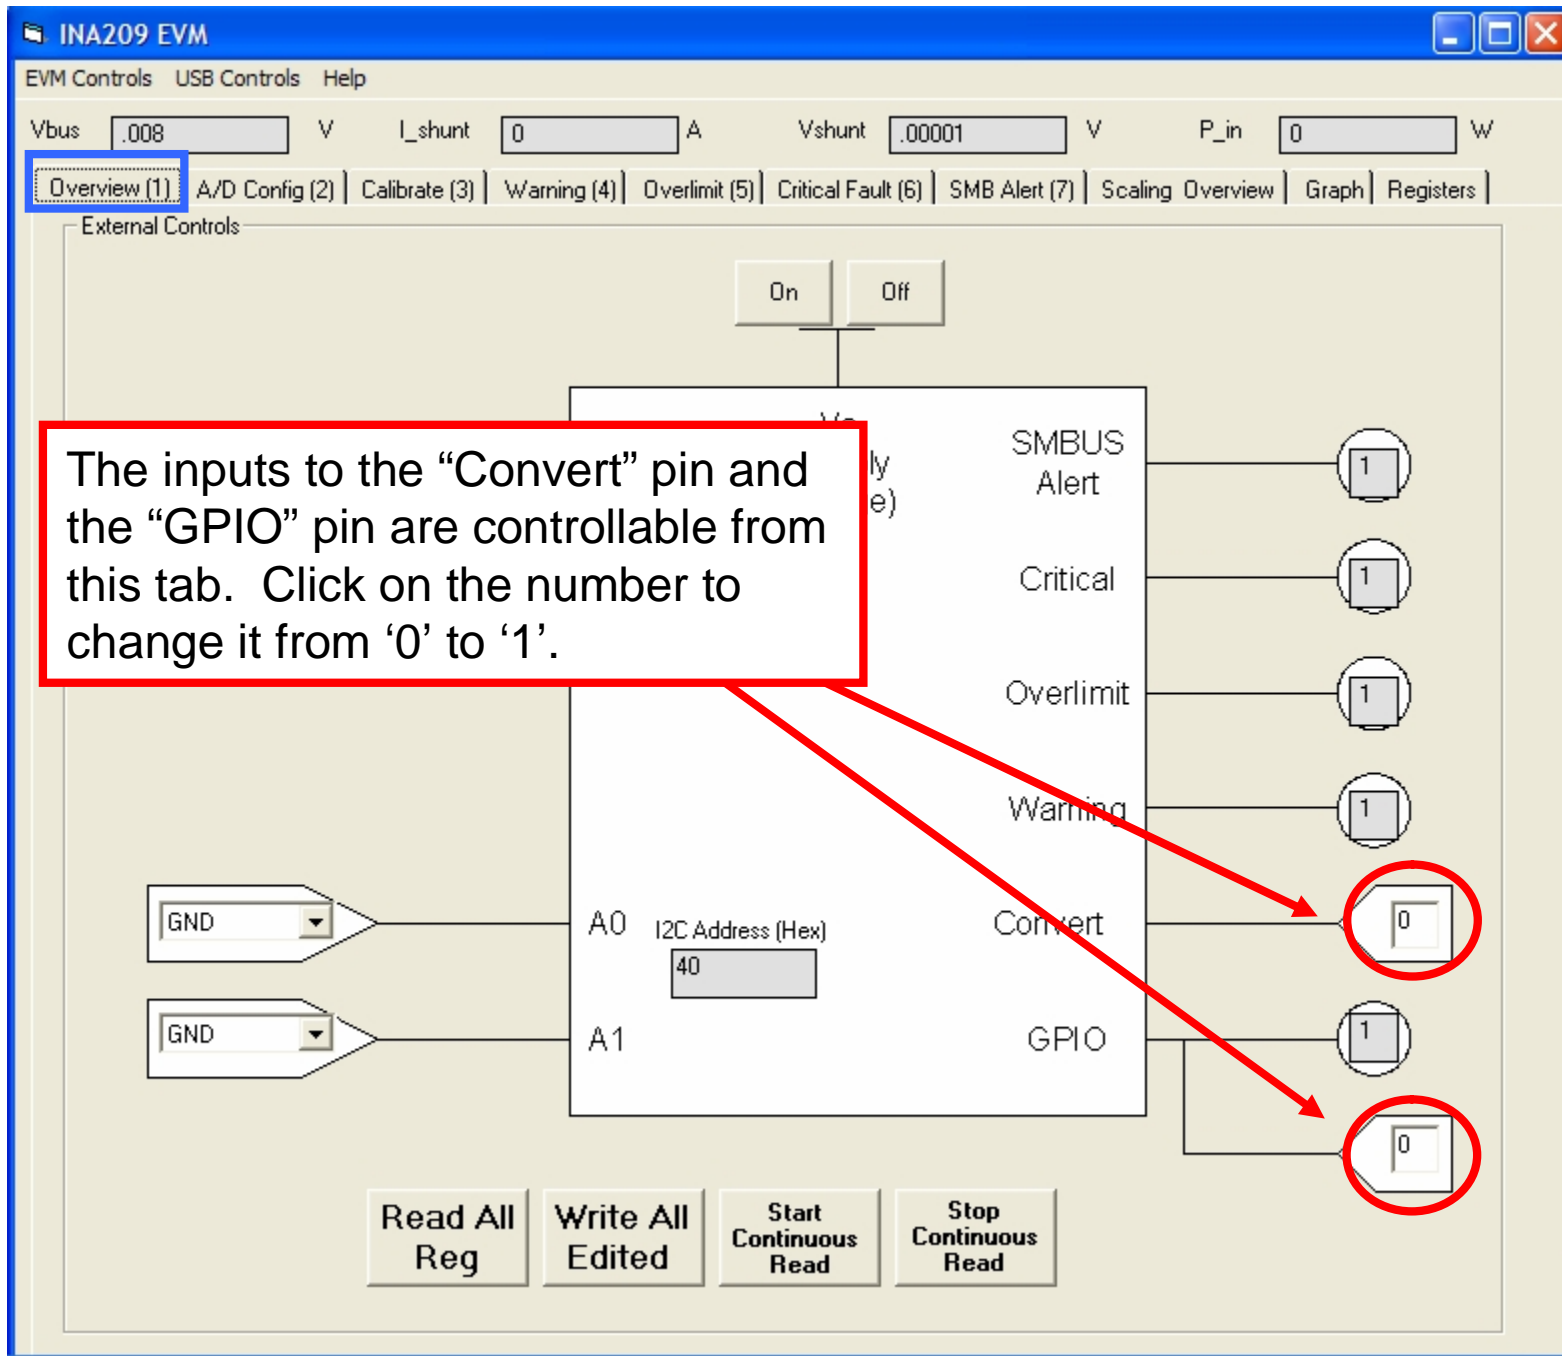 INA209 EVM
EVM Controls USB Controls Help
Vbus .008 V I_shunt 0 A Vshunt .00001 V P_in 0 W
Overview (1) A/D Config (2) Calibrate (3) Warning (4) Overlimit (5) Critical Fault (6) SMB Alert (7) Scaling Overview Graph Registers
External Controls
On Off
The inputs to the “Convert” pin and
the “GPIO” pin are controllable from
this tab. Click on the number to
change it from ‘0’ to ‘1’.
ly
e)
SMBUS
Alert
1
Critical 1
Overlimit 1
Warning 1
GND A0 I2C Address (Hex) Convert 0
40
GND A1 GPIO 1
0
Read All
Reg
Write All
Edited
Start
Continuous
Read
Stop
Continuous
Read